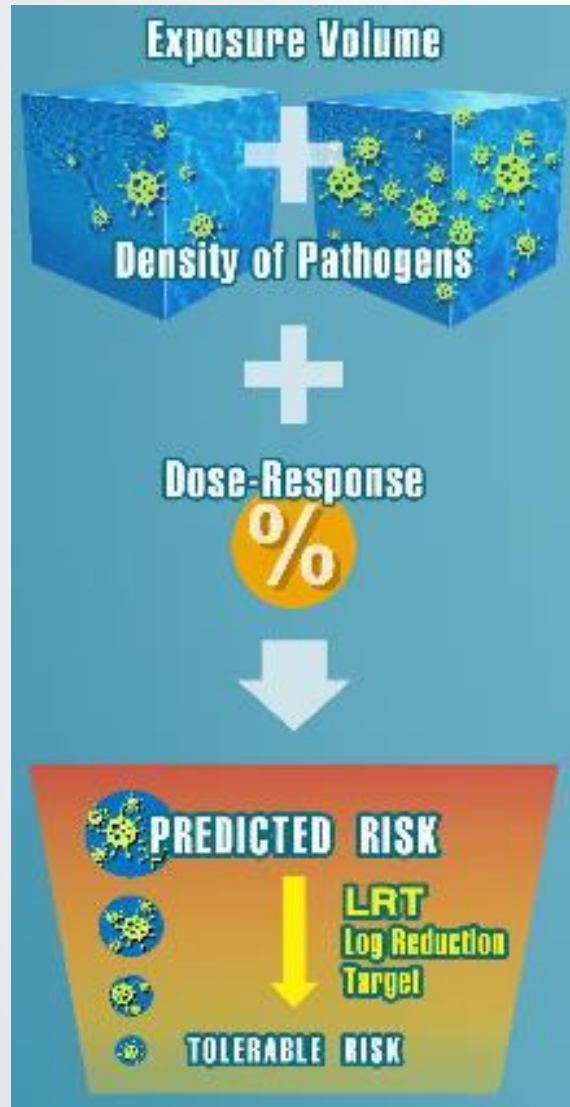 Exposure Volume
+
Density of Pathogens
+
Dose-Response
%
PREDICTED RISK
LRT
Log Reduction
Target
TOLERABLE RISK